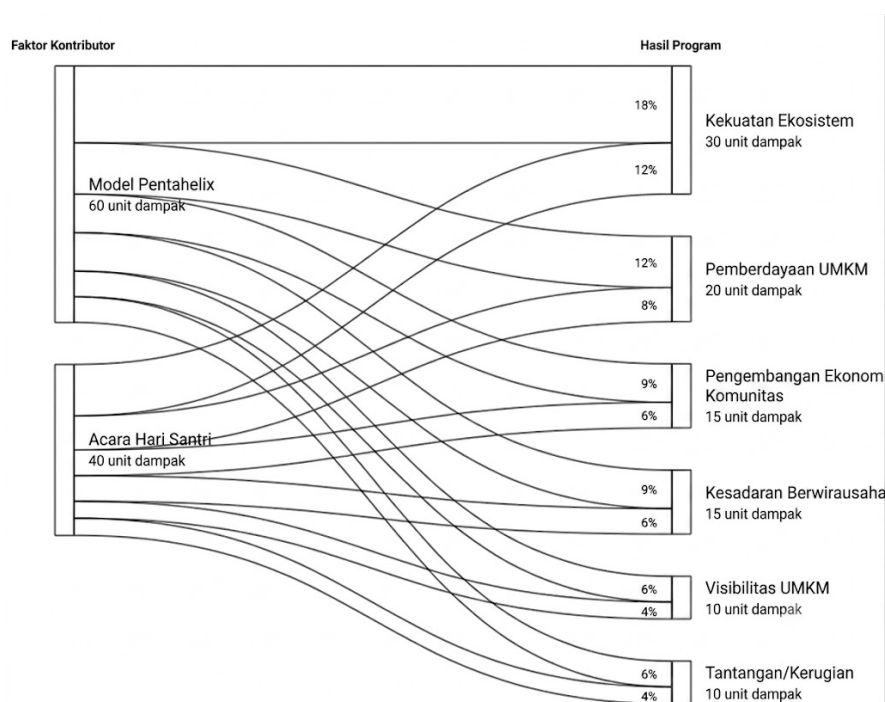 Faktor Kontributor
Hasil Program
Model Pentahelix
60 unit dampak
Acara Hari Santri
40 unit dampak
18%
12%
Kekuatan Ekosistem
30 unit dampak
12%
8%
Pemberdayaan UMKM
20 unit dampak
9%
6%
Pengembangan Ekonom
Komunitas
15 unit dampak
9%
6%
Kesadaran Berwirausaha
15 unit dampak
6%
4%
Visibilitas UMKM
10 unit dampak
6%
4%
Tantangan/Kerugian
10 unit dampak